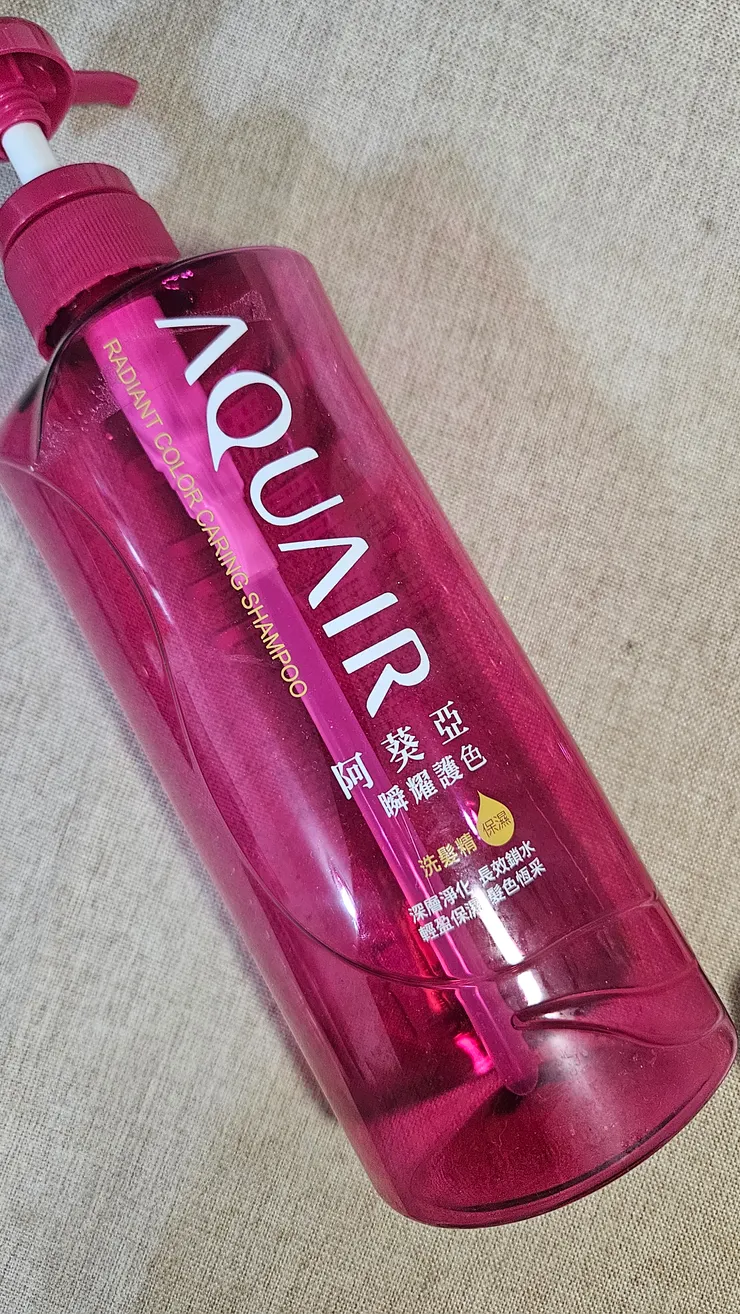 AQUAIR
RADIANT COLOR CARING SHAMPOO
阿葵亞
瞬耀護色
洗髮精 保濕
深層淨化 長效鎖水
輕盈保濕 髮色恆采